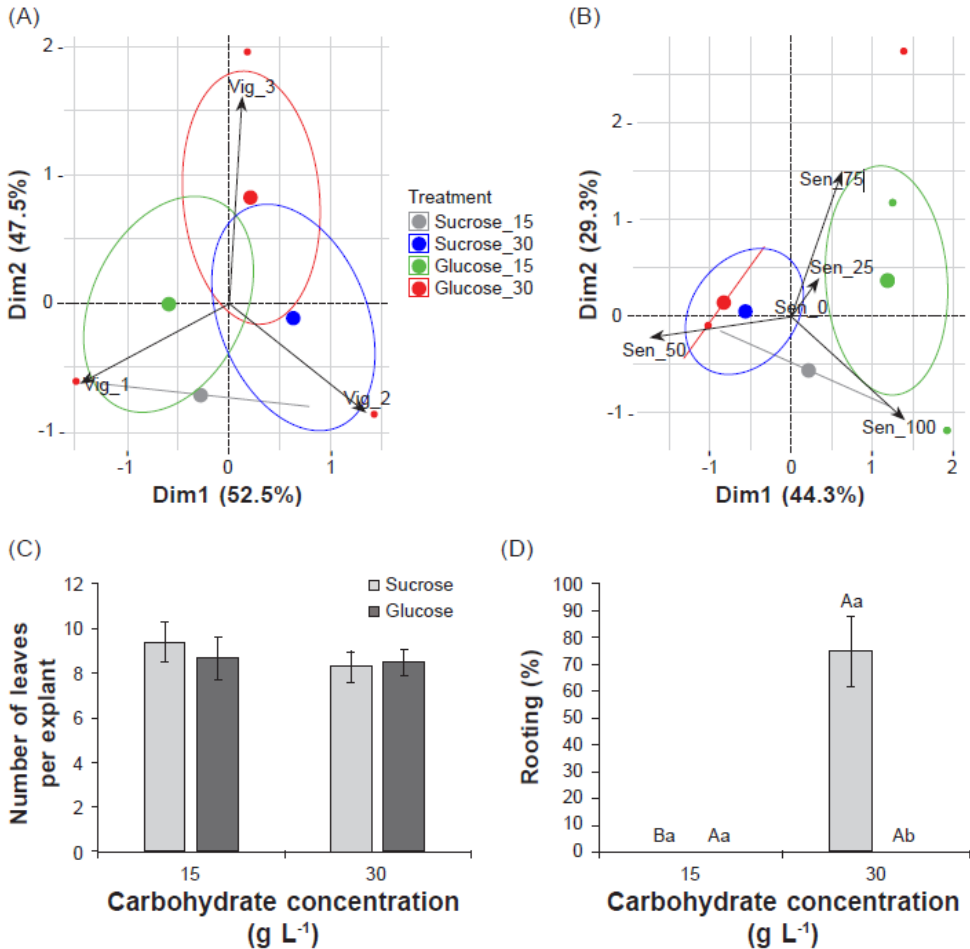 (A)
2
1
0
-1
Dim2 (47.5%)
Vig_3
Vig_1
Vig_2
-1
0
1
Dim1 (52.5%)
Treatment
Sucrose_15
Sucrose_30
Glucose_15
Glucose_30
(B)
2
1
0
-1
Dim2 (29.3%)
Sen_75
Sen_25
Sen_0
Sen_50
Sen_100
-1
0
1
2
Dim1 (44.3%)
(C)
12
10
8
6
4
2
0
Number of leaves
per explant
Sucrose
Glucose
15
30
Carbohydrate concentration
(g L-1)
(D)
100
90
80
70
60
50
40
30
20
10
0
Rooting (%)
Aa
Ba
Aa
Ab
15
30
Carbohydrate concentration
(g L-1)